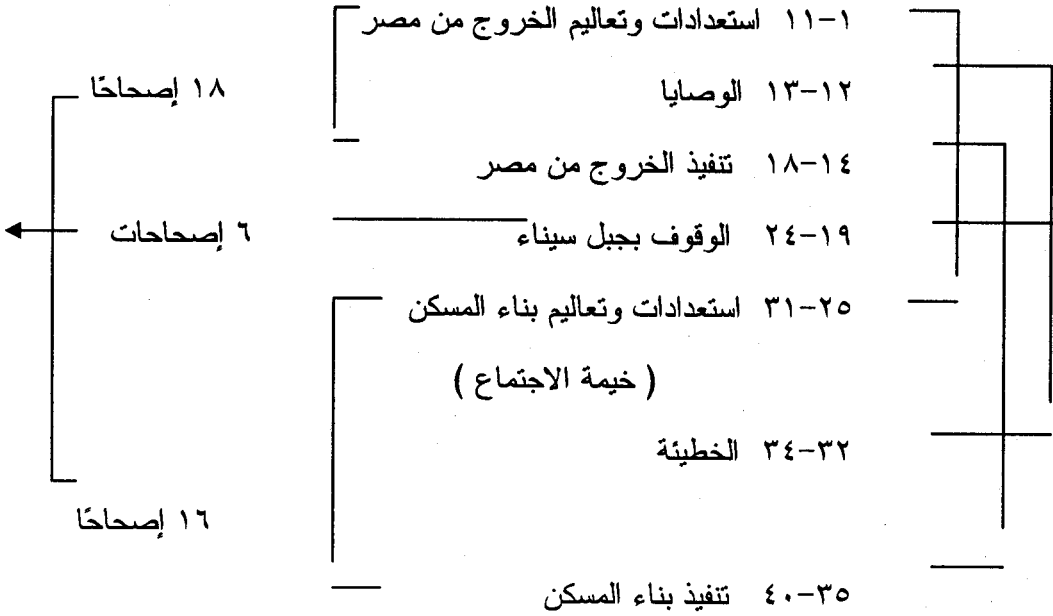 ١-١١ استعدادات وتعاليم الخروج من مصر
١٨ إصحاحًا
١٢-١٣ الوصايا
١٤-١٨ تنفيذ الخروج من مصر
١٩-٢٤ الوقوف بجبل سيناء
٦ إصحاحات
٢٥-٣١ استعدادات وتعاليم بناء المسكن
( خيمة الاجتماع )
٣٢-٣٤ الخطيئة
١٦ إصحاحًا
٣٥-٤٠ تنفيذ بناء المسكن